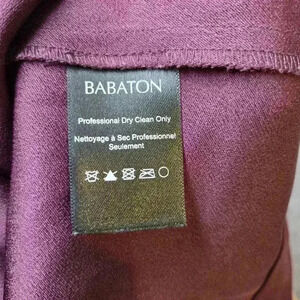 BABATON
Professional Dry Clean Only
Nettoyage à Sec Professionnel
Seulement